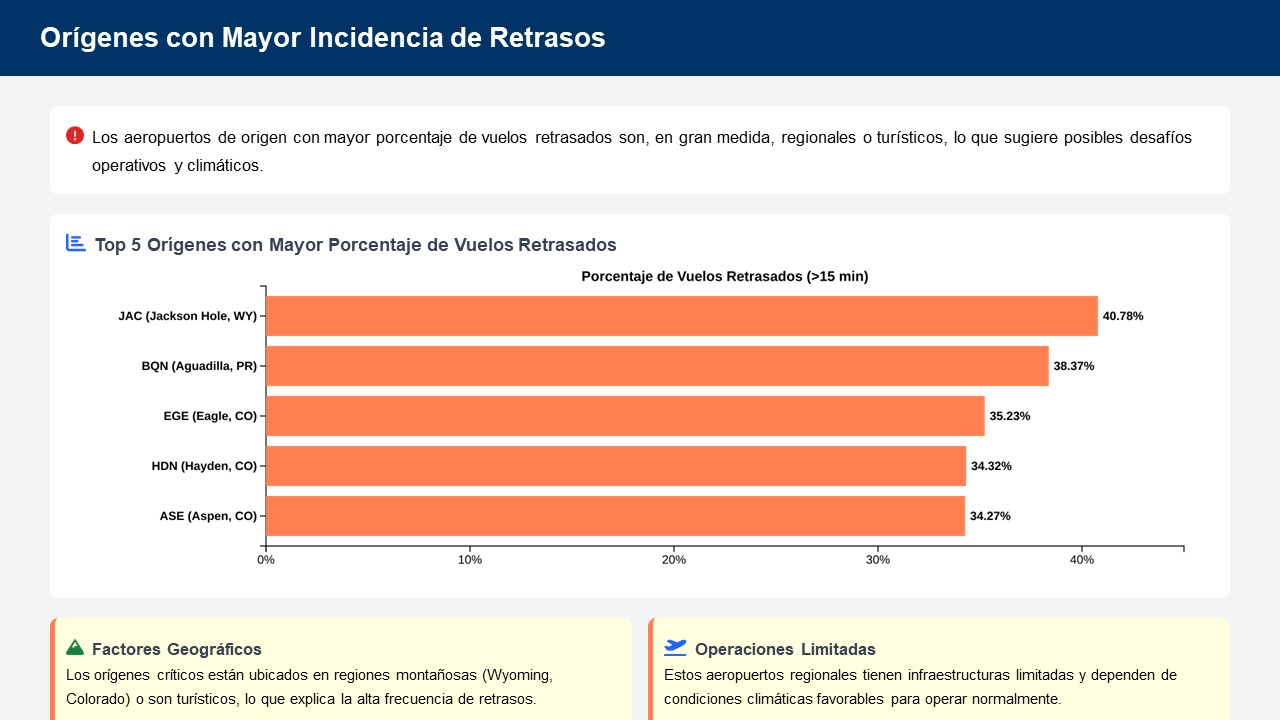 Orígenes con Mayor Incidencia de Retrasos
Los aeropuertos de origen con mayor porcentaje de vuelos retrasados son, en gran medida, regionales o turísticos, lo que sugiere posibles desafíos
operativos y climáticos.
Top 5 Orígenes con Mayor Porcentaje de Vuelos Retrasados
Porcentaje de Vuelos Retrasados (>15 min)
JAC (Jackson Hole, WY) 40.78%
BQN (Aguadilla, PR) 38.37%
EGE (Eagle, CO) 35.23%
HDN (Hayden, CO) 34.32%
ASE (Aspen, CO) 34.27%
0% 10% 20% 30% 40%
Factores Geográficos
Los orígenes críticos están ubicados en regiones montañosas (Wyoming,
Colorado) o son turísticos, lo que explica la alta frecuencia de retrasos.
Operaciones Limitadas
Estos aeropuertos regionales tienen infraestructuras limitadas y dependen de
condiciones climáticas favorables para operar normalmente.